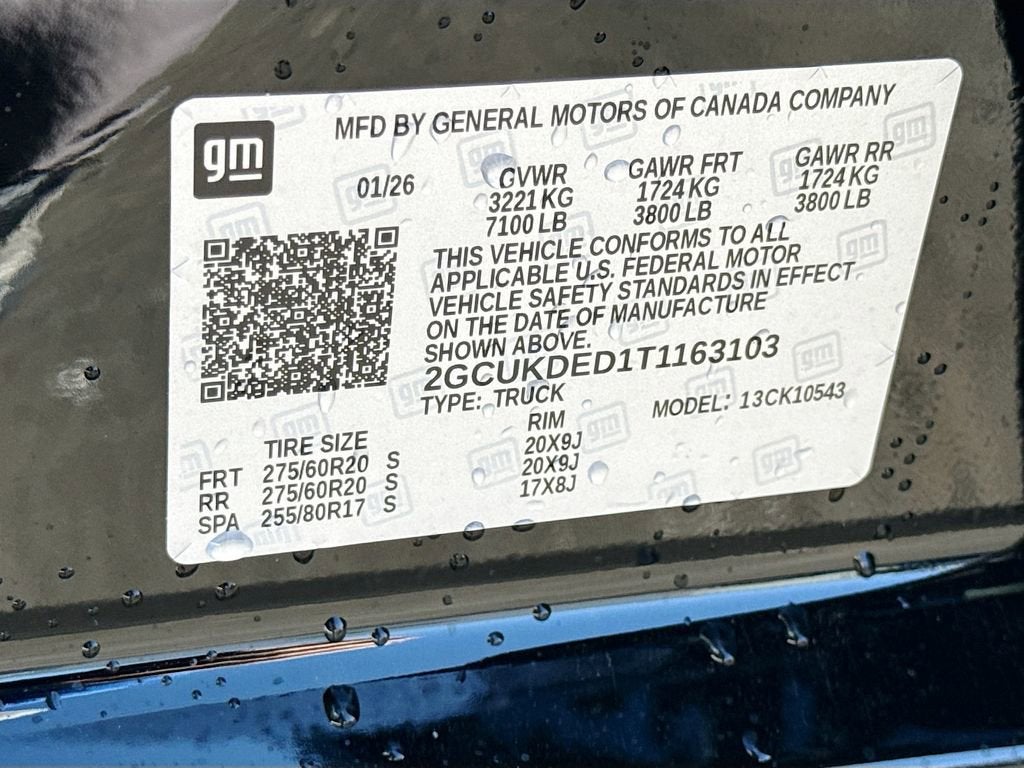 gm
MFD BY GENERAL MOTORS OF CANADA COMPANY
01/26
GVWR GAWR FRT GAWR RR
3221 KG 1724 KG 1724 KG
7100 LB 3800 LB 3800 LB
THIS VEHICLE CONFORMS TO ALL
APPLICABLE U.S. FEDERAL MOTOR
VEHICLE SAFETY STANDARDS IN EFFECT
ON THE DATE OF MANUFACTURE
SHOWN ABOVE.
2GCUKDED1T1163103
TYPE: TRUCK MODEL: 13CK10543
TIRE SIZE RIM
FRT 275/60R20 S 20X9J
RR 275/60R20 S 20X9J
SPA 255/80R17 S 17X8J